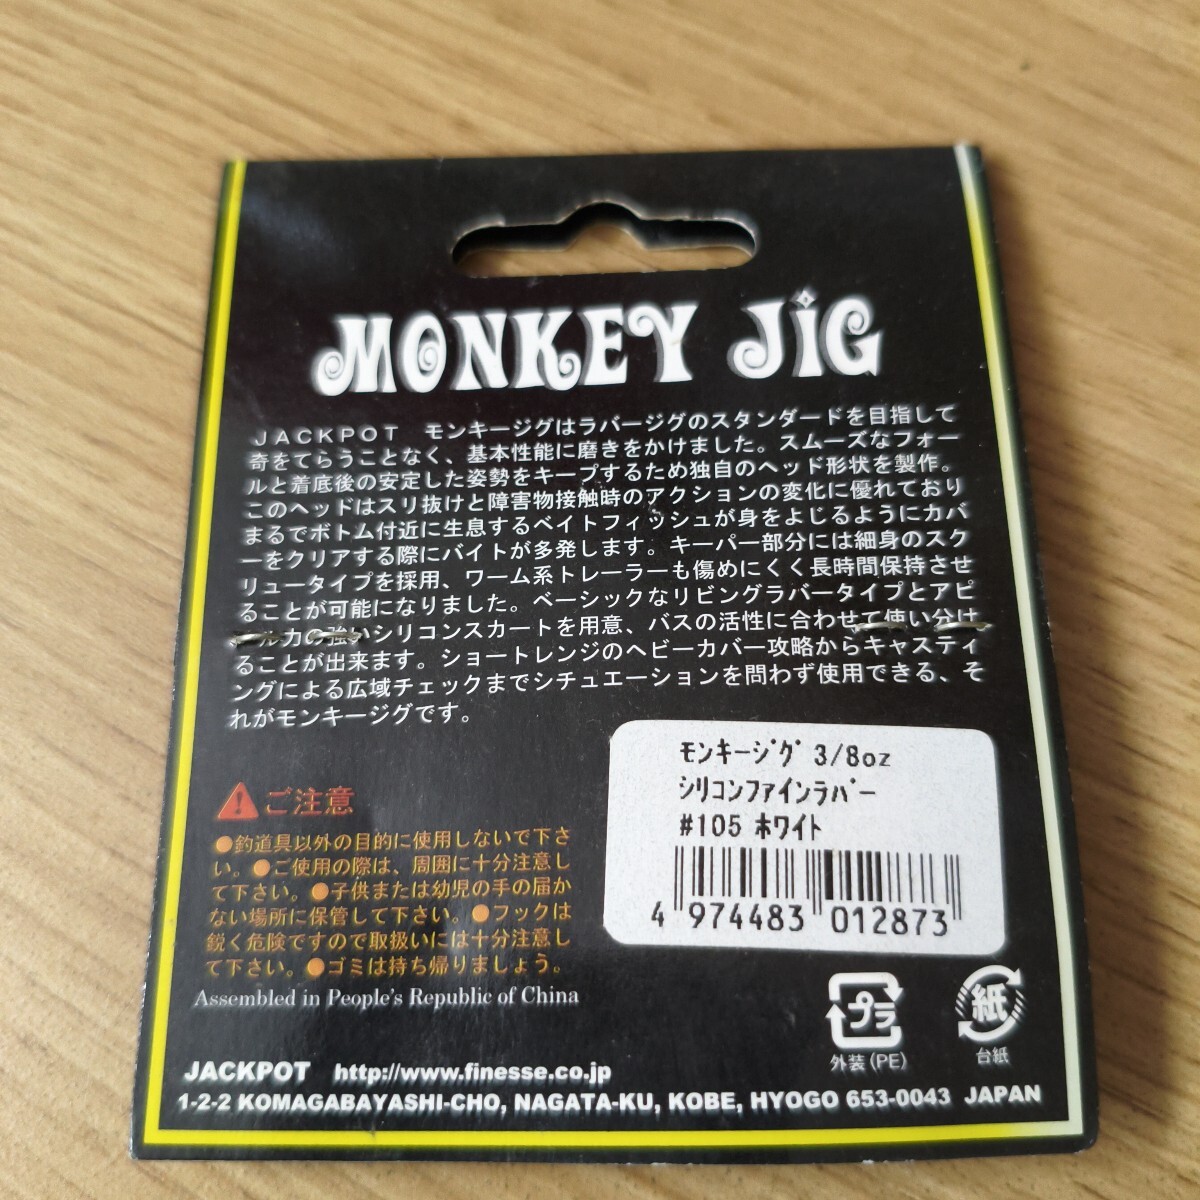 MONKEY JIG
JACKPOT モンキージグはラバージグのスタンダードを目指して
奇をてらうことなく、基本性能に磨きをかけました。スムーズなフォー
ルと着底後の安定した姿勢をキープするため独自のヘッド形状を製作。
このヘッドはスリ抜けと障害物接触時のアクションの変化に優れており
まるでボトム付近に生息するベイトフィッシュが身をよじるようにカバ
ーをクリアする際にバイトが多発します。キーパー部分には細身のスク
リュータイプを採用、ワーム系トレーラーも傷めにくく長時間保持させ
ることが可能になりました。ベーシックなリビングラバータイプとアピ
ール力の強いシリコンスカートを用意、バスの活性に合わせて使い分け
ることが出来ます。ショートレンジのヘビーカバー攻略からキャスティ
ングによる広域チェックまでシチュエーションを問わず使用できる、そ
れがモンキージグです。
モンキージグ 3/8oz
シリコンファインラバー
#105 ホワイト
4 974483 012873
ご注意
●釣道具以外の目的に使用しないで下さ
い。●ご使用の際は、周囲に十分注意し
て下さい。●子供または幼児の手の届か
ない場所に保管して下さい。●フックは
鋭く危険ですので取扱いには十分注意し
て下さい。●ゴミは持ち帰りましょう。
Assembled in People's Republic of China
プラ
外装(PE)
紙
台紙
JACKPOT http://www.finesse.co.jp
1-2-2 KOMAGABAYASHI-CHO, NAGATA-KU, KOBE, HYOGO 653-0043 JAPAN